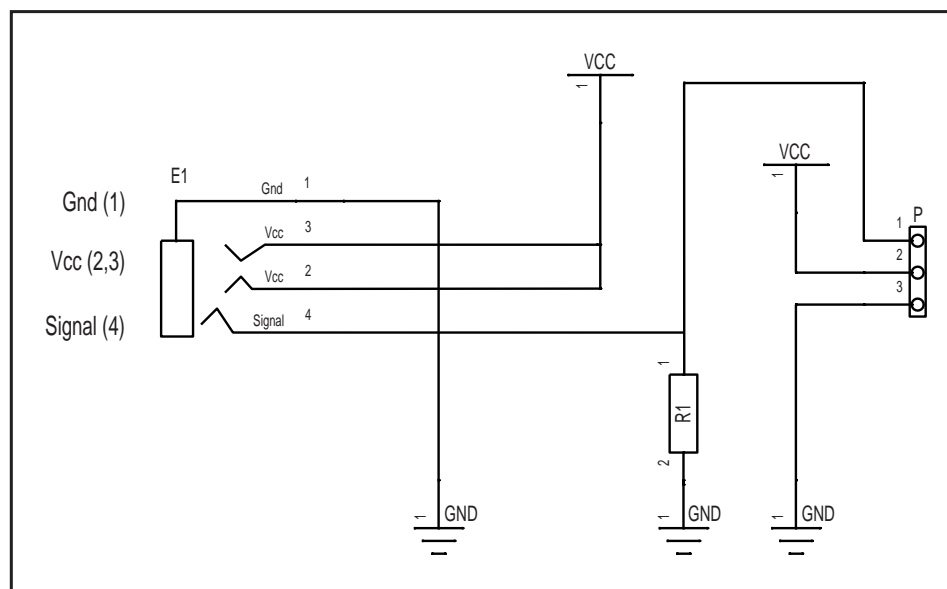 VCC
1
VCC
1
E1
Gnd (1)
Gnd 1
P
Vcc (2,3)
Vcc 3
1
Vcc 2
2
3
Signal (4)
Signal 4
1
R1
2
1 GND
1 GND
1 GND